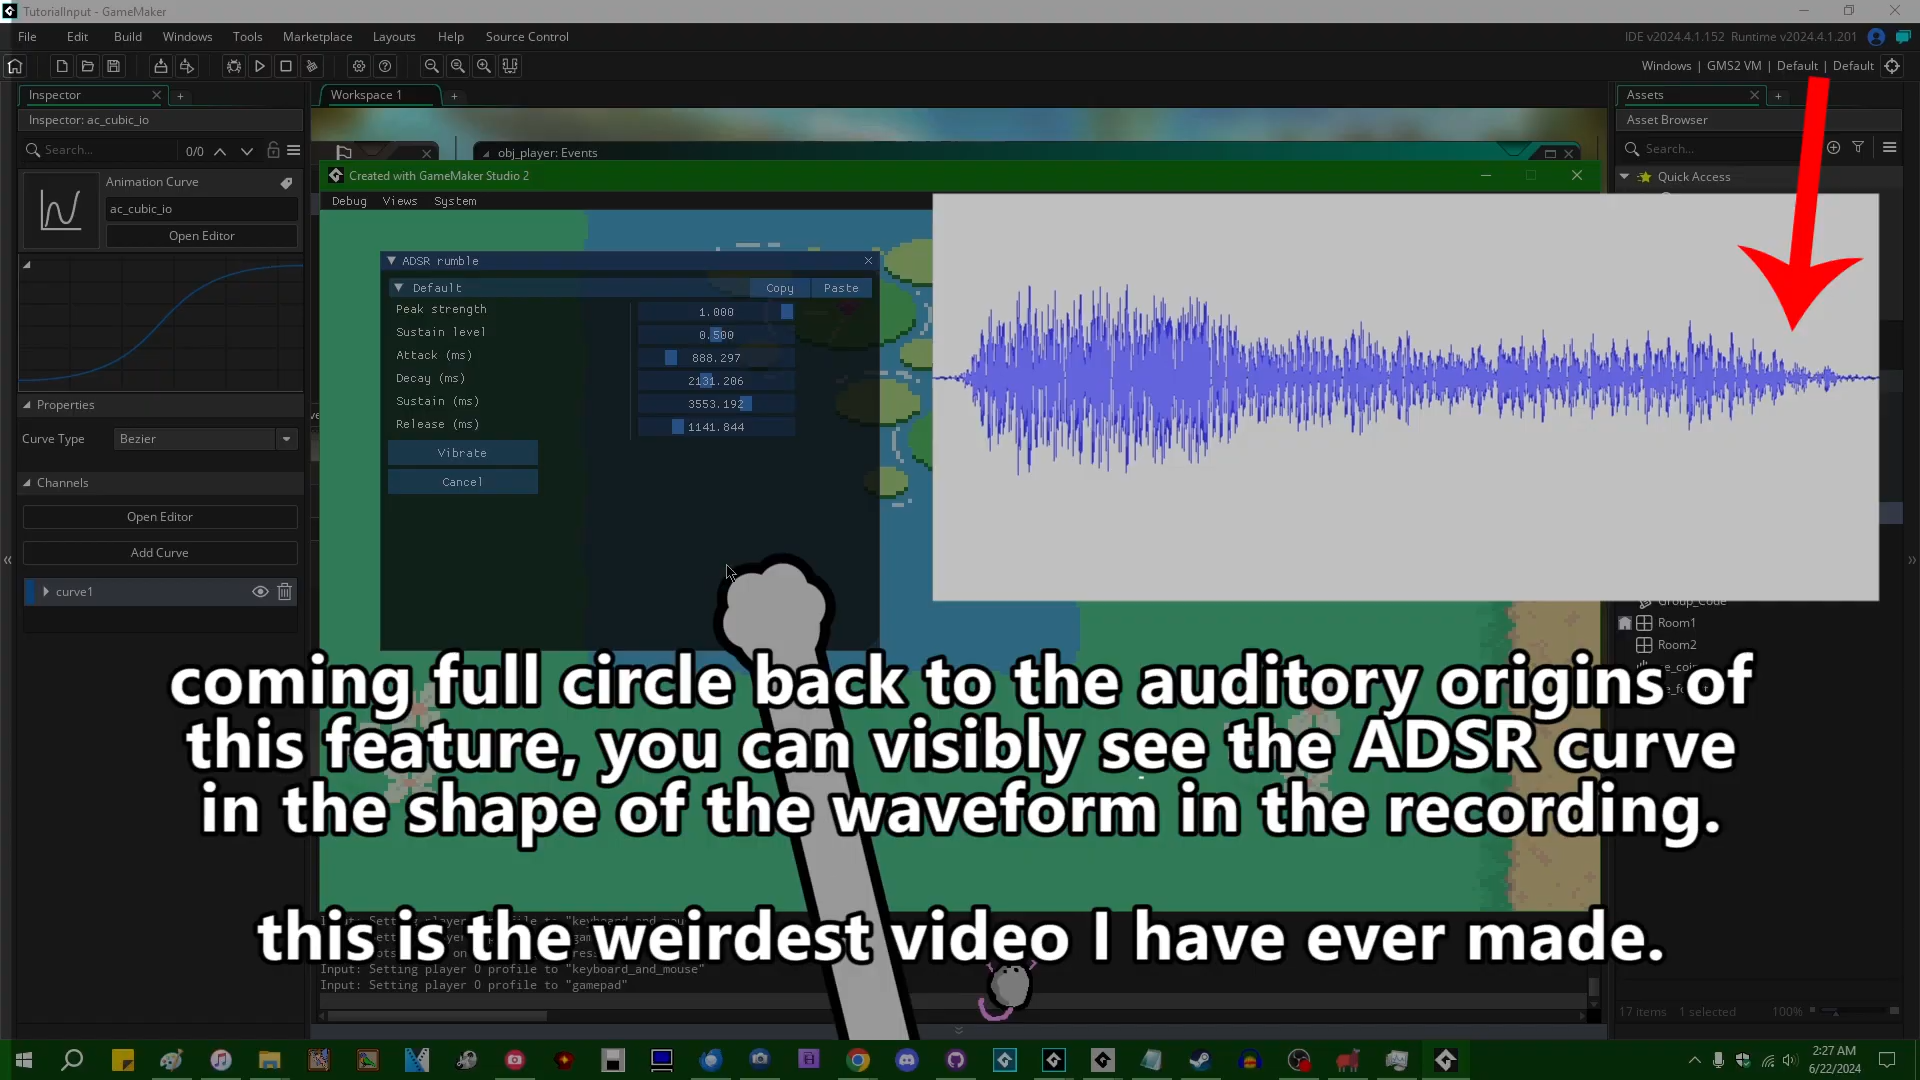 TutorialInput - GameMaker
File Edit Build Windows Tools Marketplace Layouts Help Source Control
IDE v2024.4.1.152 Runtime v2024.4.1.201
Windows | GMS2 VM | Default | Default
Inspector
Workspace 1
Assets
Inspector: ac_cubic_io
Asset Browser
Search...
0/0
obj_player: Events
Search...
Created with GameMaker Studio 2
Quick Access
Animation Curve
ac_cubic_io
Open Editor
Debug Views System
ADSR rumble
Default
Copy
Paste
Peak strength 1.000
Sustain level 0.500
Attack (ms) 888.297
Decay (ms) 2131.206
Sustain (ms) 3553.192
Release (ms) 1141.844
Vibrate
Cancel
Properties
Curve Type Bezier
Channels
Open Editor
Add Curve
curve1
Group_Code
Room1
Room2
coming full circle back to the auditory origins of
this feature, you can visibly see the ADSR curve
in the shape of the waveform in the recording.
this is the weirdest video I have ever made.
Input: Setting player 0 profile to "keyboard_and_mouse"
Input: Setting player 0 profile to "gamepad"
17 items 1 selected 100%
2:27 AM
6/22/2024